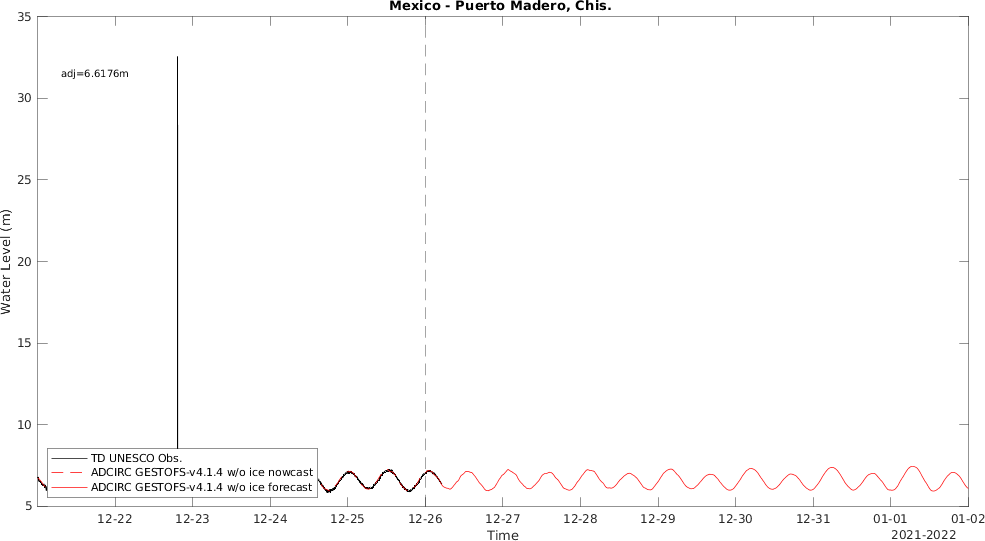 Mexico - Puerto Madero, Chis.
35
adj=6.6176m
30
25
20
15
10
5
Water Level (m)
TD UNESCO Obs.
ADCIRC GESTOFS-v4.1.4 w/o ice nowcast
ADCIRC GESTOFS-v4.1.4 w/o ice forecast
12-22 12-23 12-24 12-25 12-26 12-27 12-28 12-29 12-30 12-31 01-01 01-02
Time
2021-2022